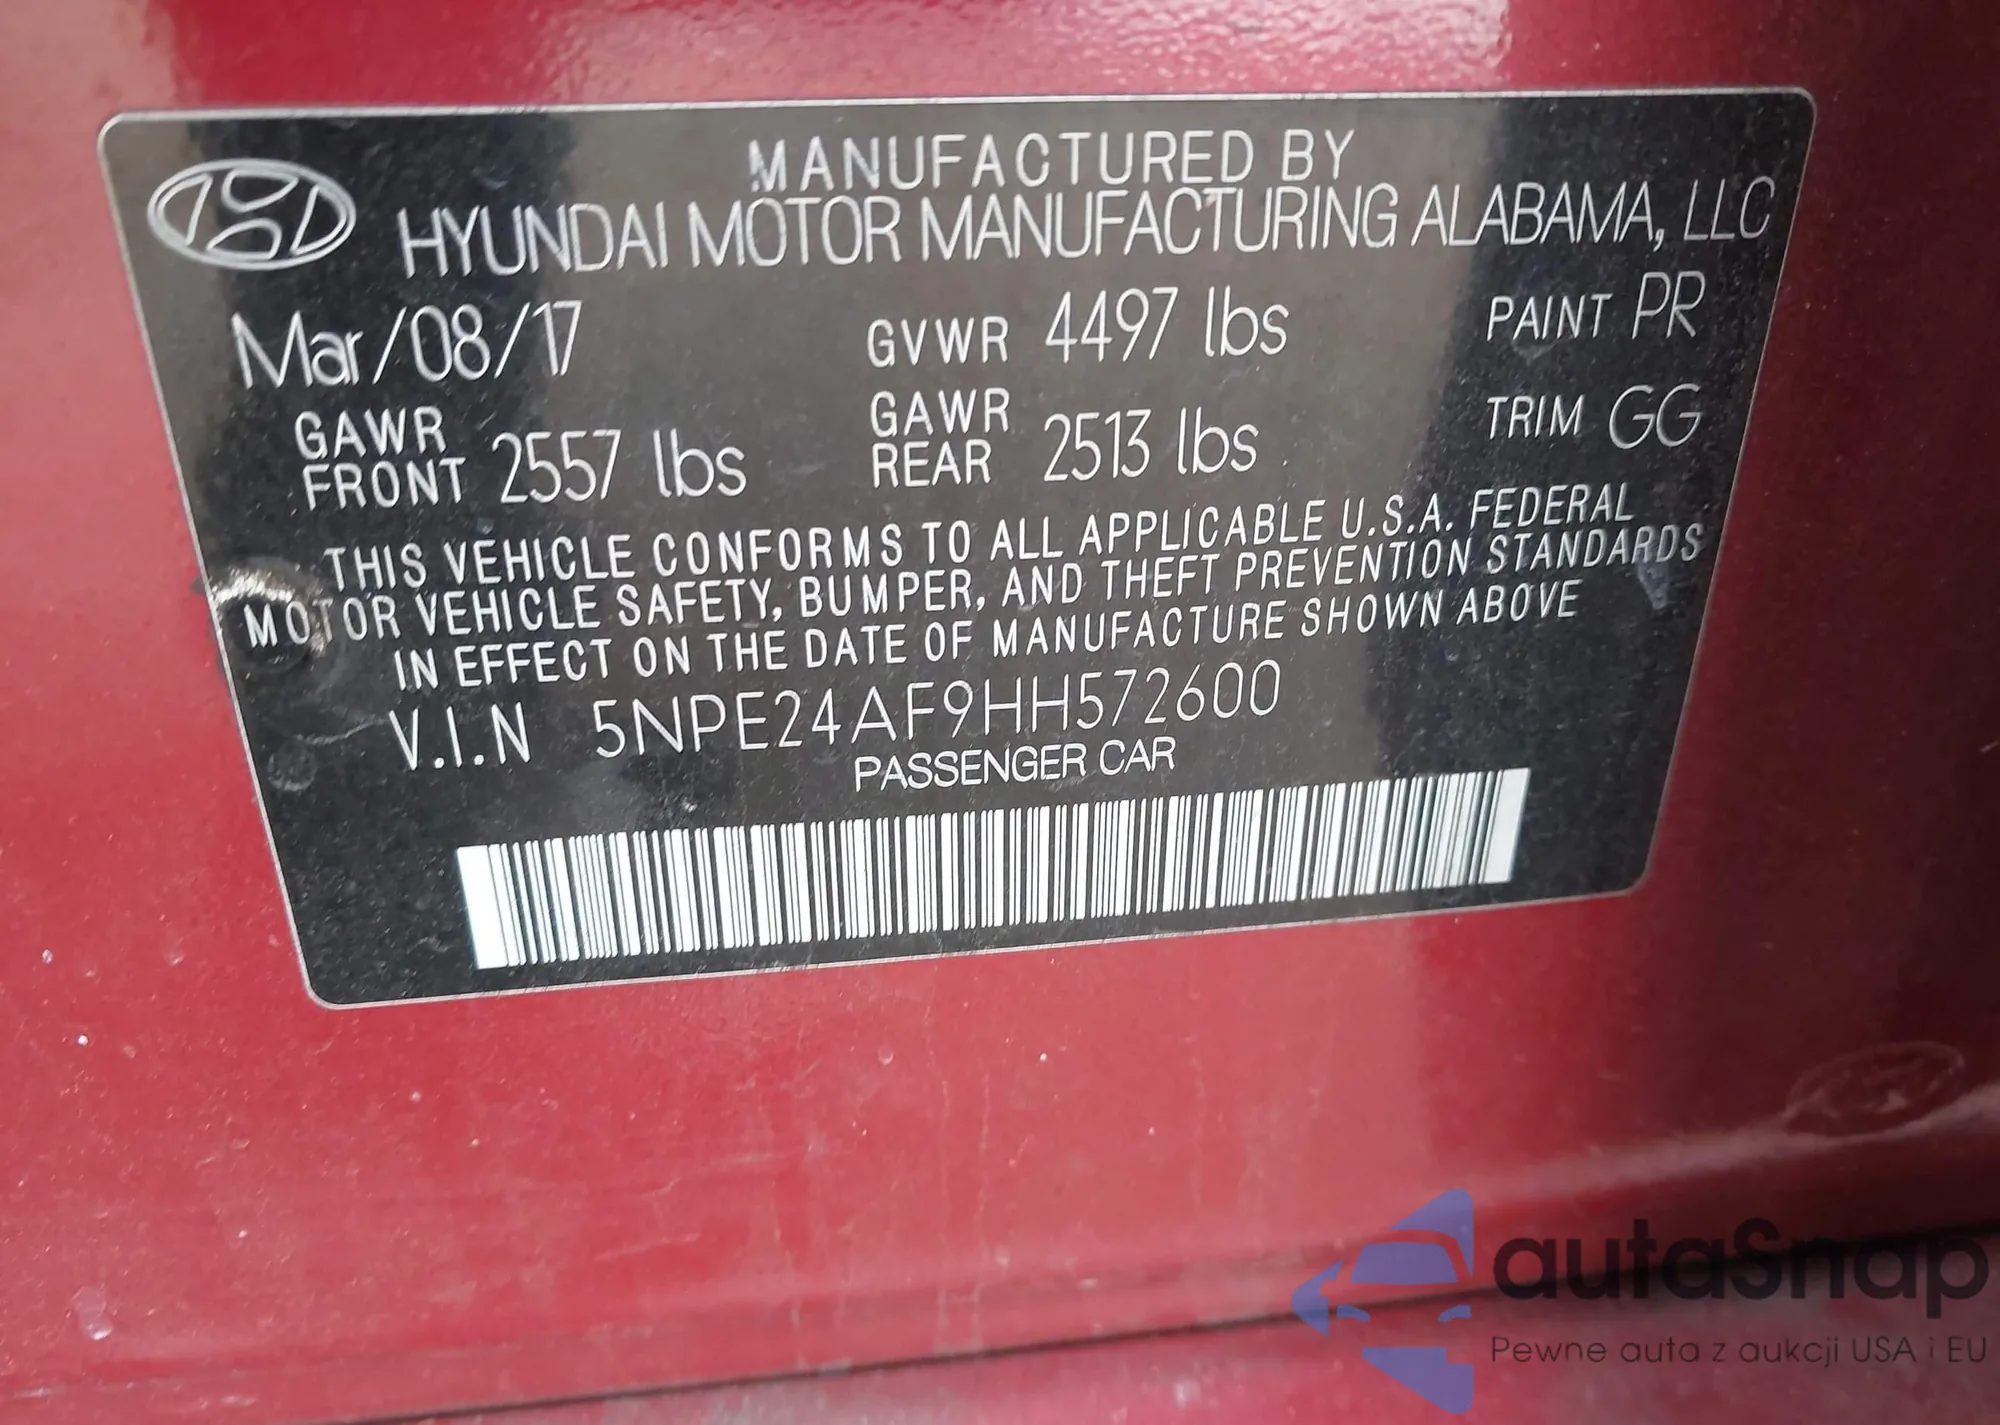 MANUFACTURED BY
HYUNDAI MOTOR MANUFACTURING ALABAMA, LLC
Mar/08/17 GVWR 4497 lbs PAINT PR
GAWR FRONT 2557 lbs GAWR REAR 2513 lbs TRIM GG
THIS VEHICLE CONFORMS TO ALL APPLICABLE U.S.A. FEDERAL
MOTOR VEHICLE SAFETY, BUMPER, AND THEFT PREVENTION STANDARDS
IN EFFECT ON THE DATE OF MANUFACTURE SHOWN ABOVE
V.I.N 5NPE24AF9HH572600
PASSENGER CAR
autaSnap
Pewne auta z aukcji USA i EU